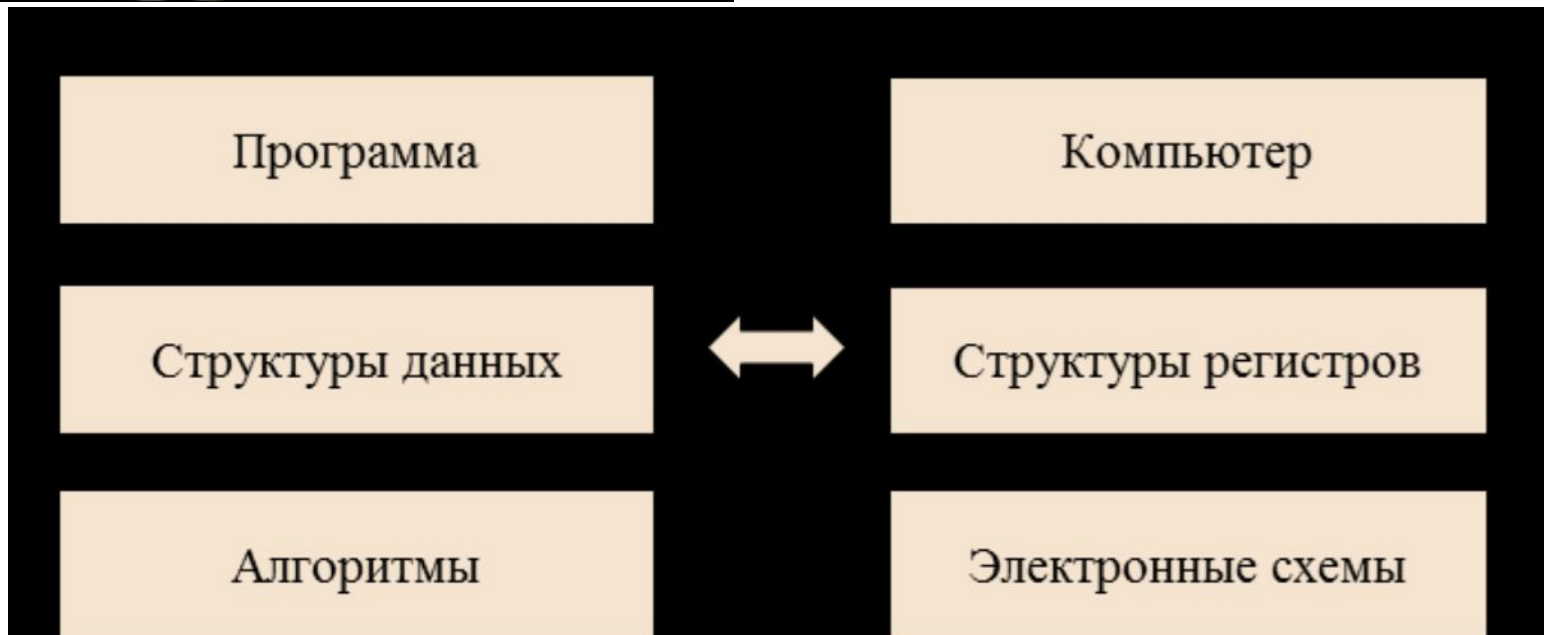 Программа
Компьютер
Структуры данных
Структуры регистров
Алгоритмы
Электронные схемы